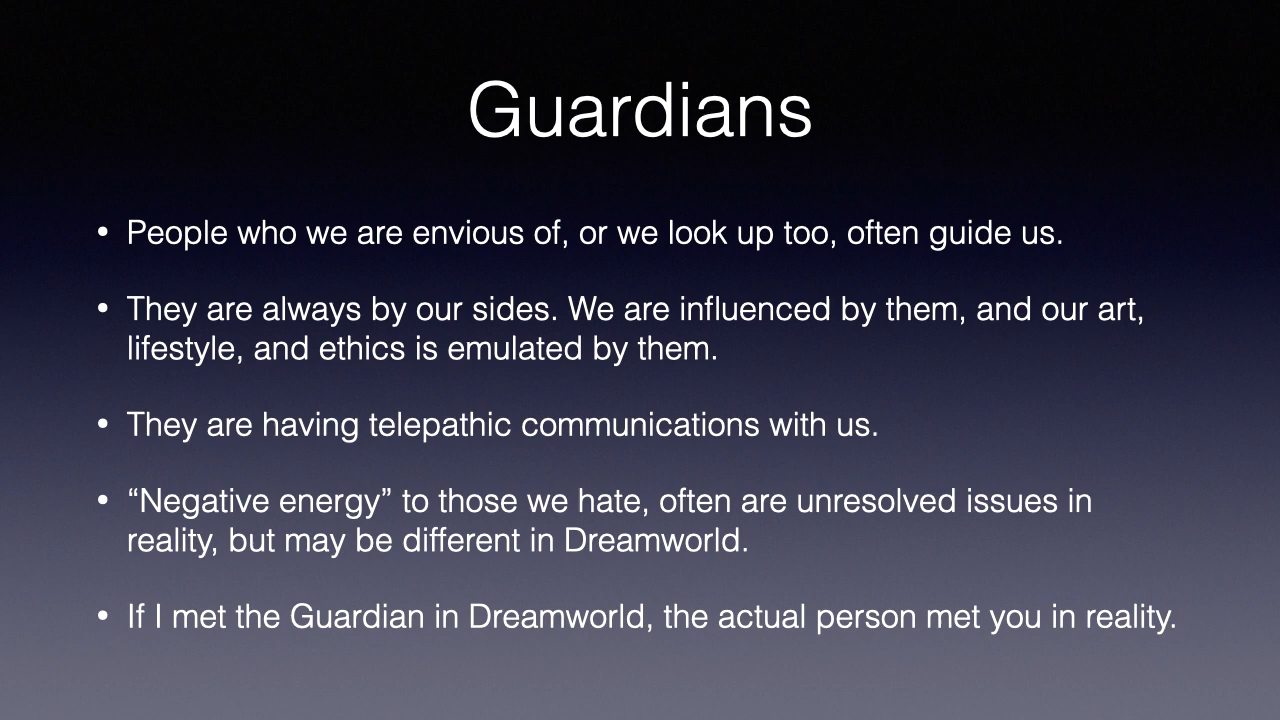 Guardians
• People who we are envious of, or we look up too, often guide us.
• They are always by our sides. We are influenced by them, and our art,
lifestyle, and ethics is emulated by them.
• They are having telepathic communications with us.
• “Negative energy” to those we hate, often are unresolved issues in
reality, but may be different in Dreamworld.
• If I met the Guardian in Dreamworld, the actual person met you in reality.